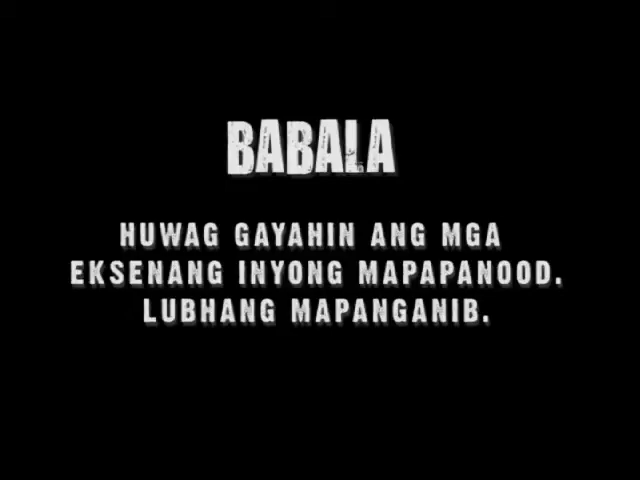 BABALA
HUWAG GAYAHIN ANG MGA
EKSENANG INYONG MAPAPANOOD.
LUBHANG MAPANGANIB.